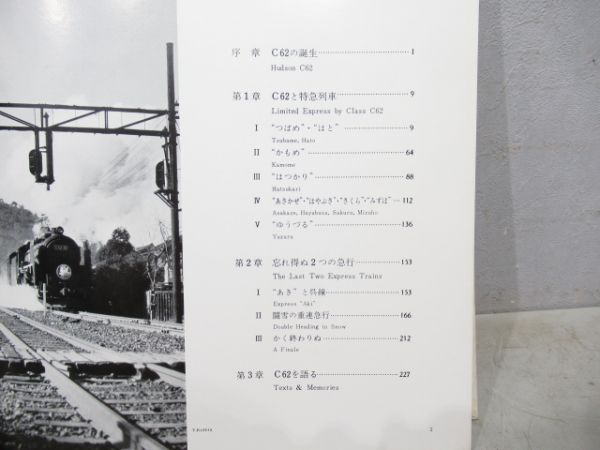 序 章 C62の誕生 …… 1
Hudson C62
第1章 C62と特急列車 …… 9
Limited Express by Class C62
Ⅰ “つばめ”・“はと” …… 9
Tsubame, Hato
Ⅱ “かもめ” …… 64
Kamome
Ⅲ “はつかり” …… 88
Hatsukari
Ⅳ “あさかぜ”・“はやぶさ”・“さくら”・“みずほ” … 112
Asakaze, Hayabusa, Sakura, Mizuho
Ⅴ “ゆうづる” …… 136
Yuzuru
第2章 忘れ得ぬ2つの急行 …… 153
The Last Two Express Trains
Ⅰ “あき”と呉線 …… 153
Express “Aki”
Ⅱ 闘雪の重連急行 …… 166
Double Heading in Snow
Ⅲ かく終わりぬ …… 212
A Finale
第3章 C62を語る …… 227
Texts & Memories
2